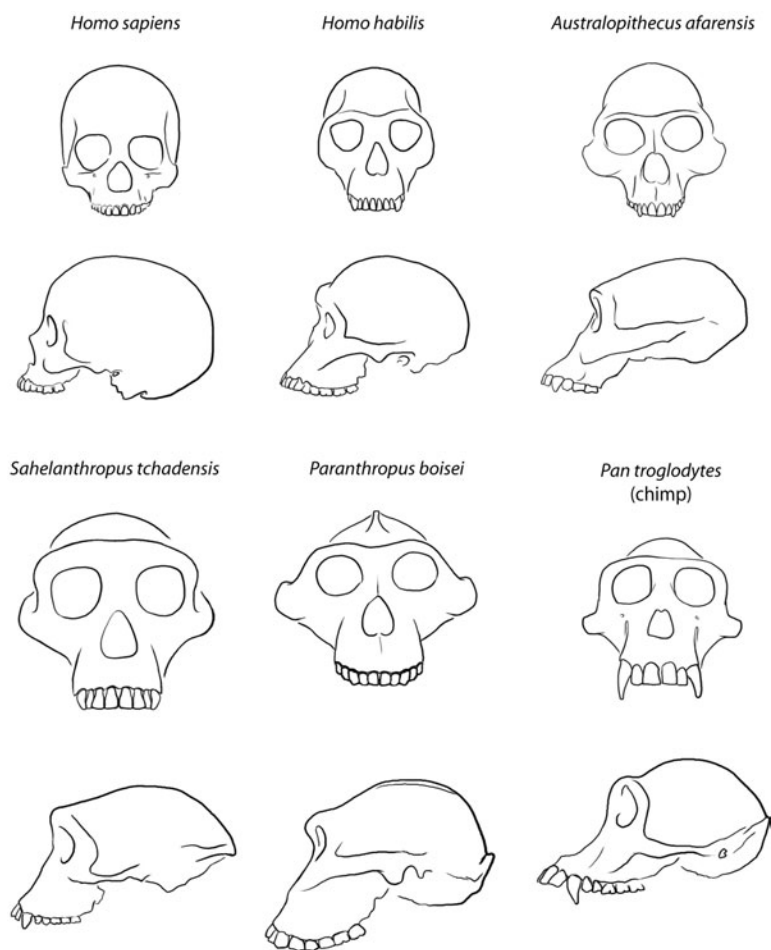 Homo sapiens
Homo habilis
Australopithecus afarensis
Sahelanthropus tchadensis
Paranthropus boisei
Pan troglodytes
(chimp)